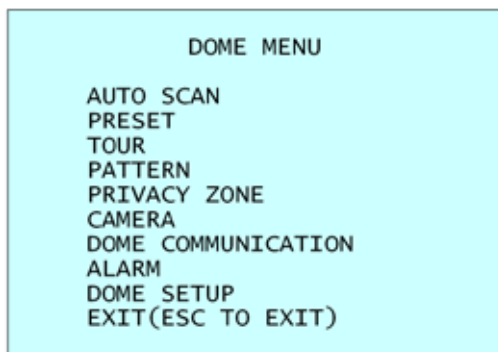 DOME MENU
AUTO SCAN
PRESET
TOUR
PATTERN
PRIVACY ZONE
CAMERA
DOME COMMUNICATION
ALARM
DOME SETUP
EXIT(ESC TO EXIT)